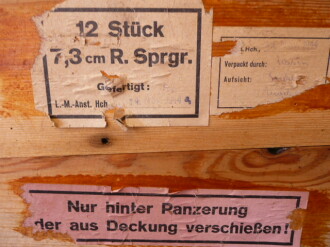 12 Stück
7,3 cm R. Sprgr.
Gefertigt:
L.-M.-Anst. Hch
LHch,
Verpackt durch:
Aufsicht:
Nur hinter Panzerung
der aus Deckung verschießen!